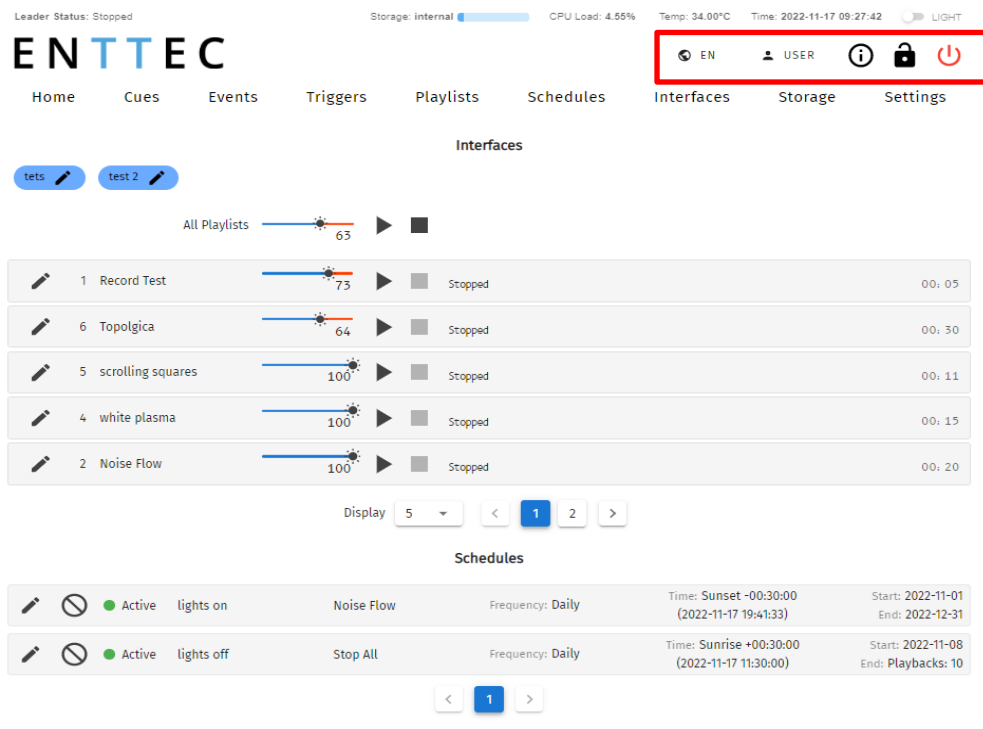 Leader Status: Stopped Storage: internal CPU Load: 4.55% Temp: 34.00°C Time: 2022-11-17 09:27:42 LIGHT
ENTTEC
EN USER
Home Cues Events Triggers Playlists Schedules Interfaces Storage Settings
Interfaces
tets test 2
All Playlists 63
1 Record Test 73 Stopped 00: 05
6 Topolgica 64 Stopped 00: 30
5 scrolling squares 100 Stopped 00: 11
4 white plasma 100 Stopped 00: 15
2 Noise Flow 100 Stopped 00: 20
Display 5 < 1 2 >
Schedules
Active lights on Noise Flow Frequency: Daily Time: Sunset -00:30:00 Start: 2022-11-01
(2022-11-17 19:41:33) End: 2022-12-31
Active lights off Stop All Frequency: Daily Time: Sunrise +00:30:00 Start: 2022-11-08
(2022-11-17 11:30:00) End: Playbacks: 10
< 1 >